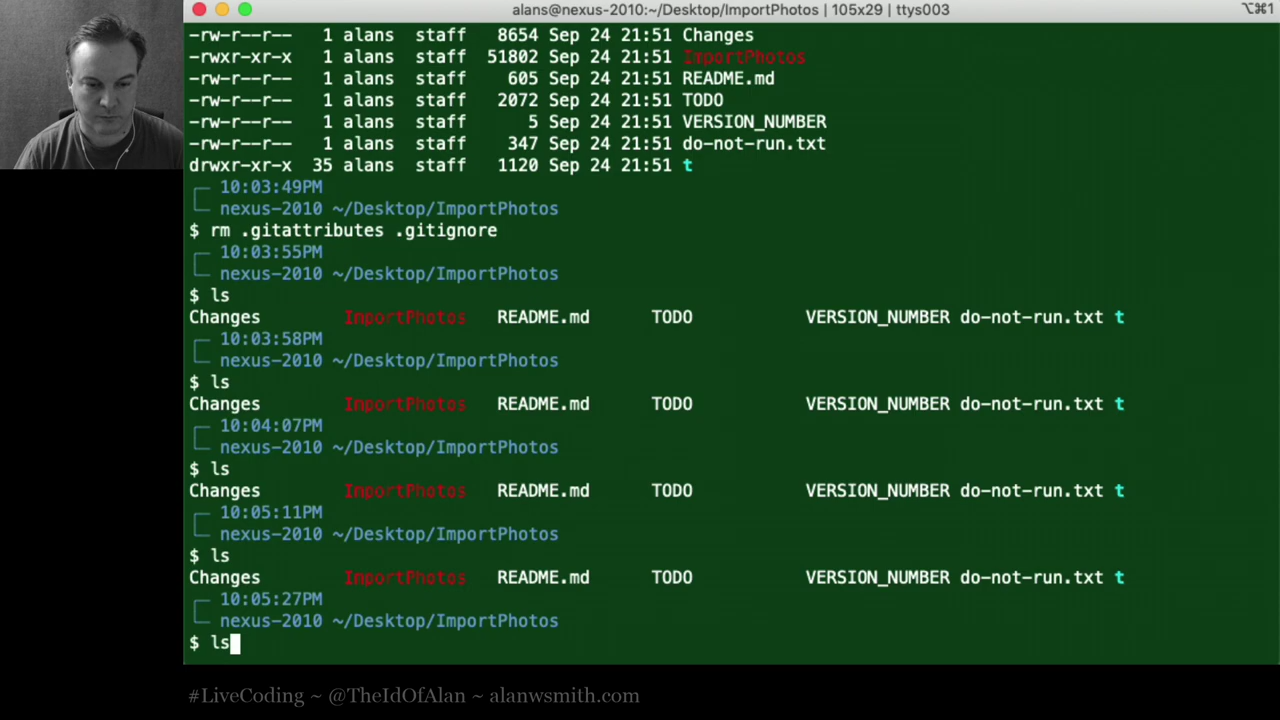 alans@nexus-2010:~/Desktop/ImportPhotos | 105x29 | ttys003 ⌥⌘1
-rw-r--r-- 1 alans staff 8654 Sep 24 21:51 Changes
-rwxr-xr-x 1 alans staff 51802 Sep 24 21:51 ImportPhotos
-rw-r--r-- 1 alans staff 605 Sep 24 21:51 README.md
-rw-r--r-- 1 alans staff 2072 Sep 24 21:51 TODO
-rw-r--r-- 1 alans staff 5 Sep 24 21:51 VERSION_NUMBER
-rw-r--r-- 1 alans staff 347 Sep 24 21:51 do-not-run.txt
drwxr-xr-x 35 alans staff 1120 Sep 24 21:51 t
10:03:49PM
nexus-2010 ~/Desktop/ImportPhotos
$ rm .gitattributes .gitignore
10:03:55PM
nexus-2010 ~/Desktop/ImportPhotos
$ ls
Changes ImportPhotos README.md TODO VERSION_NUMBER do-not-run.txt t
10:03:58PM
nexus-2010 ~/Desktop/ImportPhotos
$ ls
Changes ImportPhotos README.md TODO VERSION_NUMBER do-not-run.txt t
10:04:07PM
nexus-2010 ~/Desktop/ImportPhotos
$ ls
Changes ImportPhotos README.md TODO VERSION_NUMBER do-not-run.txt t
10:05:11PM
nexus-2010 ~/Desktop/ImportPhotos
$ ls
Changes ImportPhotos README.md TODO VERSION_NUMBER do-not-run.txt t
10:05:27PM
nexus-2010 ~/Desktop/ImportPhotos
$ ls
#LiveCoding ~ @TheIdOfAlan ~ alanwsmith.com